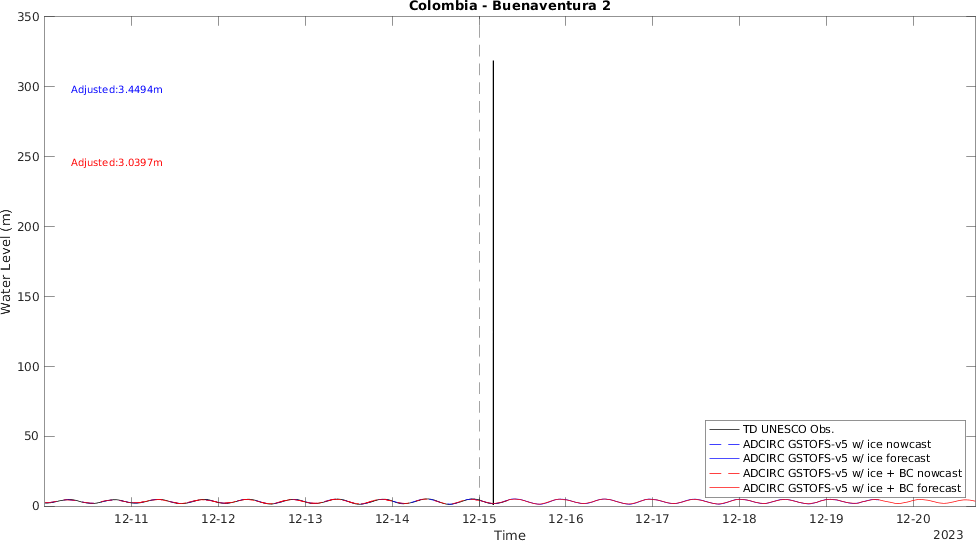 Colombia - Buenaventura 2
350
300
250
200
150
100
50
0
Water Level (m)
Adjusted:3.4494m
Adjusted:3.0397m
TD UNESCO Obs.
ADCIRC GSTOFS-v5 w/ ice nowcast
ADCIRC GSTOFS-v5 w/ ice forecast
ADCIRC GSTOFS-v5 w/ ice + BC nowcast
ADCIRC GSTOFS-v5 w/ ice + BC forecast
12-11 12-12 12-13 12-14 12-15 12-16 12-17 12-18 12-19 12-20
Time
2023